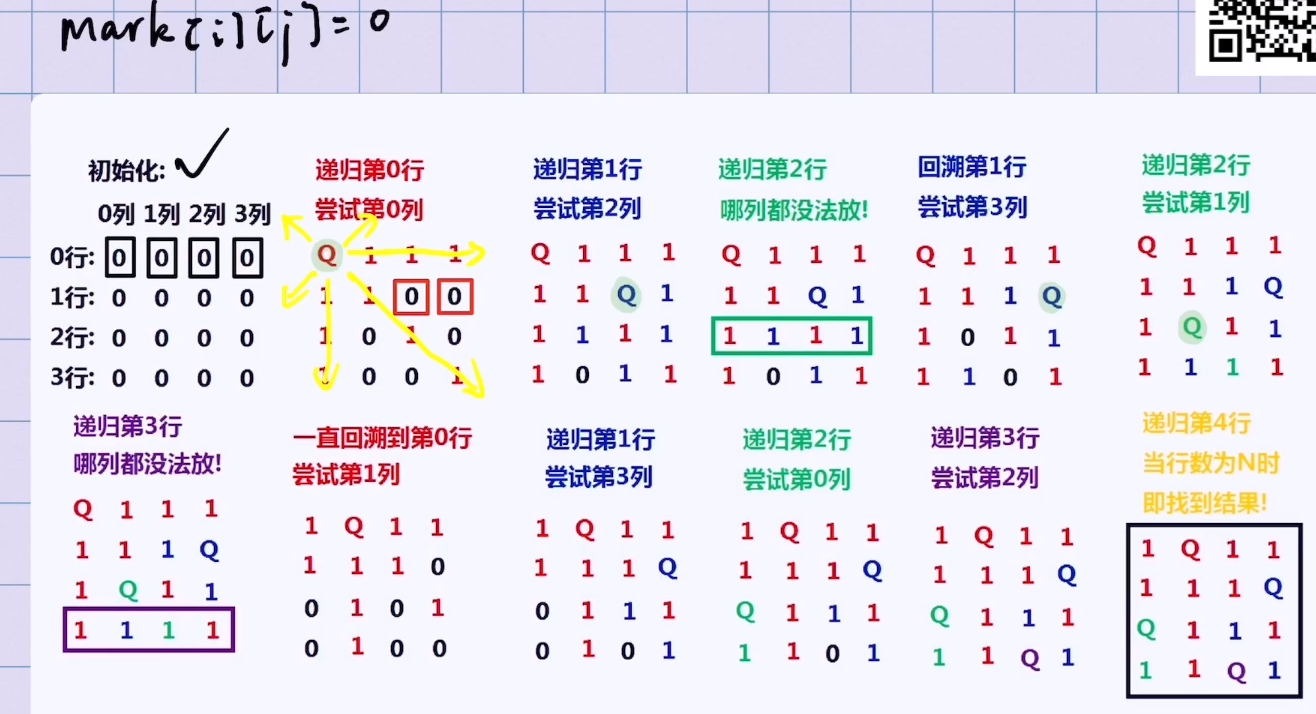 mark[i][j]=0
初始化:
0列 1列 2列 3列
0行: 0 0 0 0
1行: 0 0 0 0
2行: 0 0 0 0
3行: 0 0 0 0
递归第0行
尝试第0列
Q 1 1 1
1 1 0 0
1 0 1 0
1 0 0 1
递归第1行
尝试第2列
Q 1 1 1
1 1 Q 1
1 1 1 1
1 0 1 1
递归第2行
哪列都没法放!
Q 1 1 1
1 1 Q 1
1 1 1 1
1 0 1 1
回溯第1行
尝试第3列
Q 1 1 1
1 1 1 Q
1 0 1 1
1 1 0 1
递归第2行
尝试第1列
Q 1 1 1
1 1 1 Q
1 Q 1 1
1 1 1 1
递归第3行
哪列都没法放!
Q 1 1 1
1 1 1 Q
1 Q 1 1
1 1 1 1
一直回溯到第0行
尝试第1列
1 Q 1 1
1 1 1 0
0 1 0 1
0 1 0 0
递归第1行
尝试第3列
1 Q 1 1
1 1 1 Q
0 1 1 1
0 1 0 1
递归第2行
尝试第0列
1 Q 1 1
1 1 1 Q
Q 1 1 1
1 1 0 1
递归第3行
尝试第2列
1 Q 1 1
1 1 1 Q
Q 1 1 1
1 1 Q 1
递归第4行
当行数为N时
即找到结果!
1 Q 1 1
1 1 1 Q
Q 1 1 1
1 1 Q 1